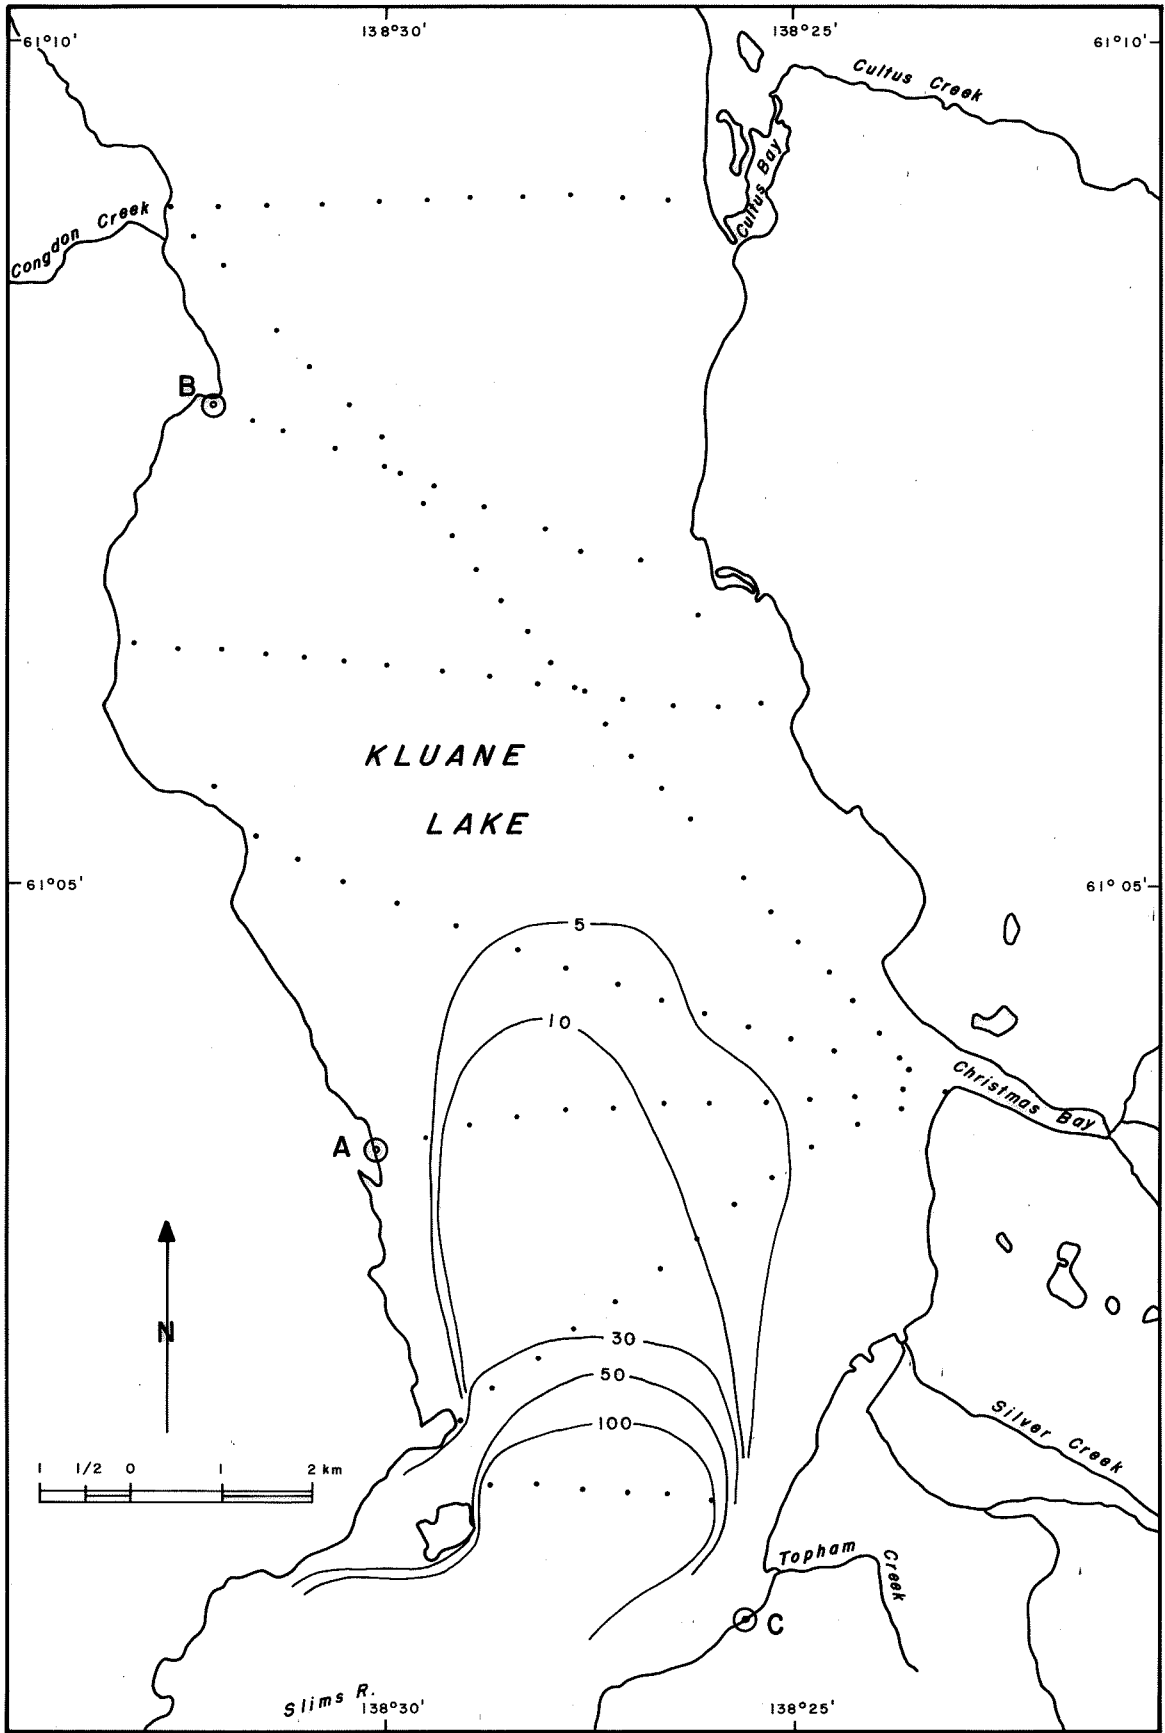 138°30'
138°25'
61°10'
61°10'
Cultus Creek
Cultus Bay
Congdon Creek
B
KLUANE
LAKE
61°05'
61°05'
5
10
Christmas Bay
A
N
30
50
100
Silver Creek
1 1/2 0 1 2 km
Topham Creek
C
Slims R.
138°30'
138°25'